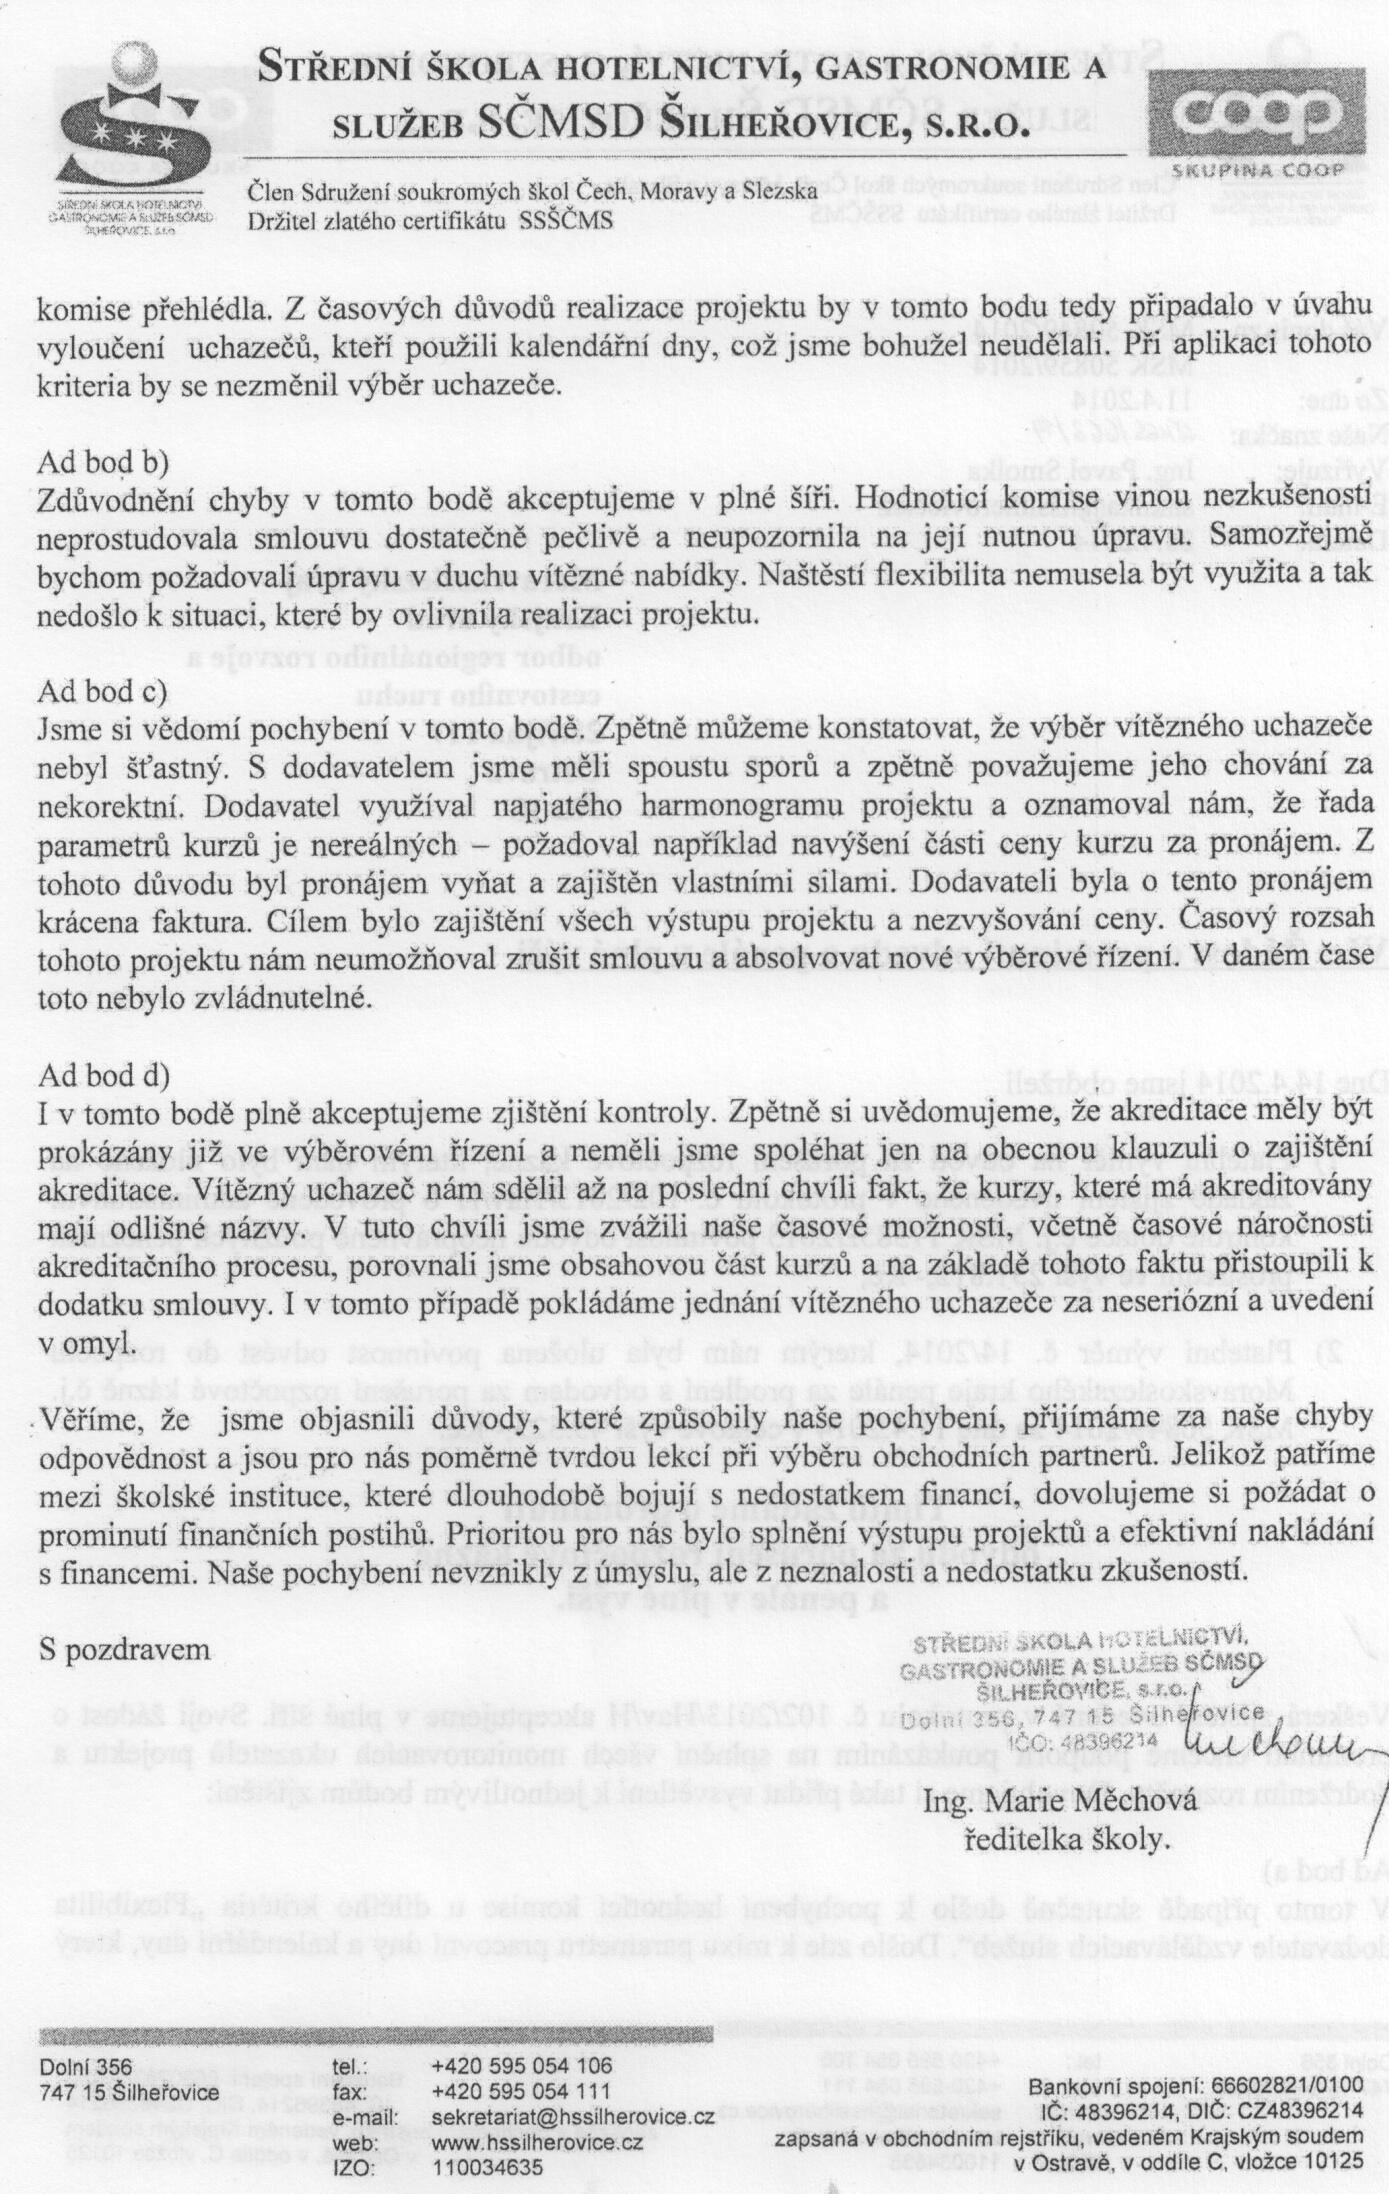 STŘEDNÍ ŠKOLA HOTELNICTVÍ, GASTRONOMIE A
SLUŽEB SČMSD ŠILHEŘOVICE, S.R.O.
coop
SKUPINA COOP
STŘEDNÍ ŠKOLA HOTELNICTVÍ
GASTRONOMIE A SLUŽEB SČMSD
ŠILHEŘOVICE, s.r.o.
Člen Sdružení soukromých škol Čech, Moravy a Slezska
Držitel zlatého certifikátu SSŠČMS
komise přehlédla. Z časových důvodů realizace projektu by v tomto bodu tedy připadalo v úvahu
vyloučení uchazečů, kteří použili kalendářní dny, což jsme bohužel neudělali. Při aplikaci tohoto
kriteria by se nezměnil výběr uchazeče.
Ad bod b)
Zdůvodnění chyby v tomto bodě akceptujeme v plné šíři. Hodnoticí komise vinou nezkušenosti
neprostudovala smlouvu dostatečně pečlivě a neupozornila na její nutnou úpravu. Samozřejmě
bychom požadovali úpravu v duchu vítězné nabídky. Naštěstí flexibilita nemusela být využita a tak
nedošlo k situaci, které by ovlivnila realizaci projektu.
Ad bod c)
Jsme si vědomí pochybení v tomto bodě. Zpětně můžeme konstatovat, že výběr vítězného uchazeče
nebyl šťastný. S dodavatelem jsme měli spoustu sporů a zpětně považujeme jeho chování za
nekorektní. Dodavatel využíval napjatého harmonogramu projektu a oznamoval nám, že řada
parametrů kurzů je nereálných – požadoval například navýšení části ceny kurzu za pronájem. Z
tohoto důvodu byl pronájem vyňat a zajištěn vlastními silami. Dodavateli byla o tento pronájem
krácena faktura. Cílem bylo zajištění všech výstupu projektu a nezvyšování ceny. Časový rozsah
tohoto projektu nám neumožňoval zrušit smlouvu a absolvovat nové výběrové řízení. V daném čase
toto nebylo zvládnutelné.
Ad bod d)
I v tomto bodě plně akceptujeme zjištění kontroly. Zpětně si uvědomujeme, že akreditace měly být
prokázány již ve výběrovém řízení a neměli jsme spoléhat jen na obecnou klauzuli o zajištění
akreditace. Vítězný uchazeč nám sdělil až na poslední chvíli fakt, že kurzy, které má akreditovány
mají odlišné názvy. V tuto chvíli jsme zvážili naše časové možnosti, včetně časové náročnosti
akreditačního procesu, porovnali jsme obsahovou část kurzů a na základě tohoto faktu přistoupili k
dodatku smlouvy. I v tomto případě pokládáme jednání vítězného uchazeče za neseriózní a uvedení
v omyl.
Věříme, že jsme objasnili důvody, které způsobily naše pochybení, přijímáme za naše chyby
odpovědnost a jsou pro nás poměrně tvrdou lekcí při výběru obchodních partnerů. Jelikož patříme
mezi školské instituce, které dlouhodobě bojují s nedostatkem financí, dovolujeme si požádat o
prominutí finančních postihů. Prioritou pro nás bylo splnění výstupu projektů a efektivní nakládání
s financemi. Naše pochybení nevznikly z úmyslu, ale z neznalosti a nedostatku zkušeností.
S pozdravem
STŘEDNÍ ŠKOLA HOTELNICTVÍ,
GASTRONOMIE A SLUŽEB SČMSD
ŠILHEŘOVICE, s.r.o.
Dolní 356, 747 15 Šilheřovice
IČO: 48396214
Ing. Marie Měchová
ředitelka školy.
Dolní 356
747 15 Šilheřovice
tel.: +420 595 054 106
fax: +420 595 054 111
e-mail: sekretariat@hssilherovice.cz
web: www.hssilherovice.cz
IZO: 110034635
Bankovní spojení: 66602821/0100
IČ: 48396214, DIČ: CZ48396214
zapsaná v obchodním rejstříku, vedeném Krajským soudem
v Ostravě, v oddíle C, vložce 10125